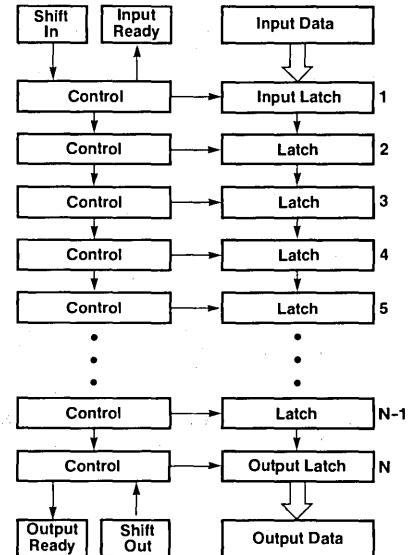 Shift
In
Input
Ready
Input Data
Control
Input Latch
1
Control
Latch
2
Control
Latch
3
Control
Latch
4
Control
Latch
5
Control
Latch
N-1
Control
Output Latch
N
Output
Ready
Shift
Out
Output Data